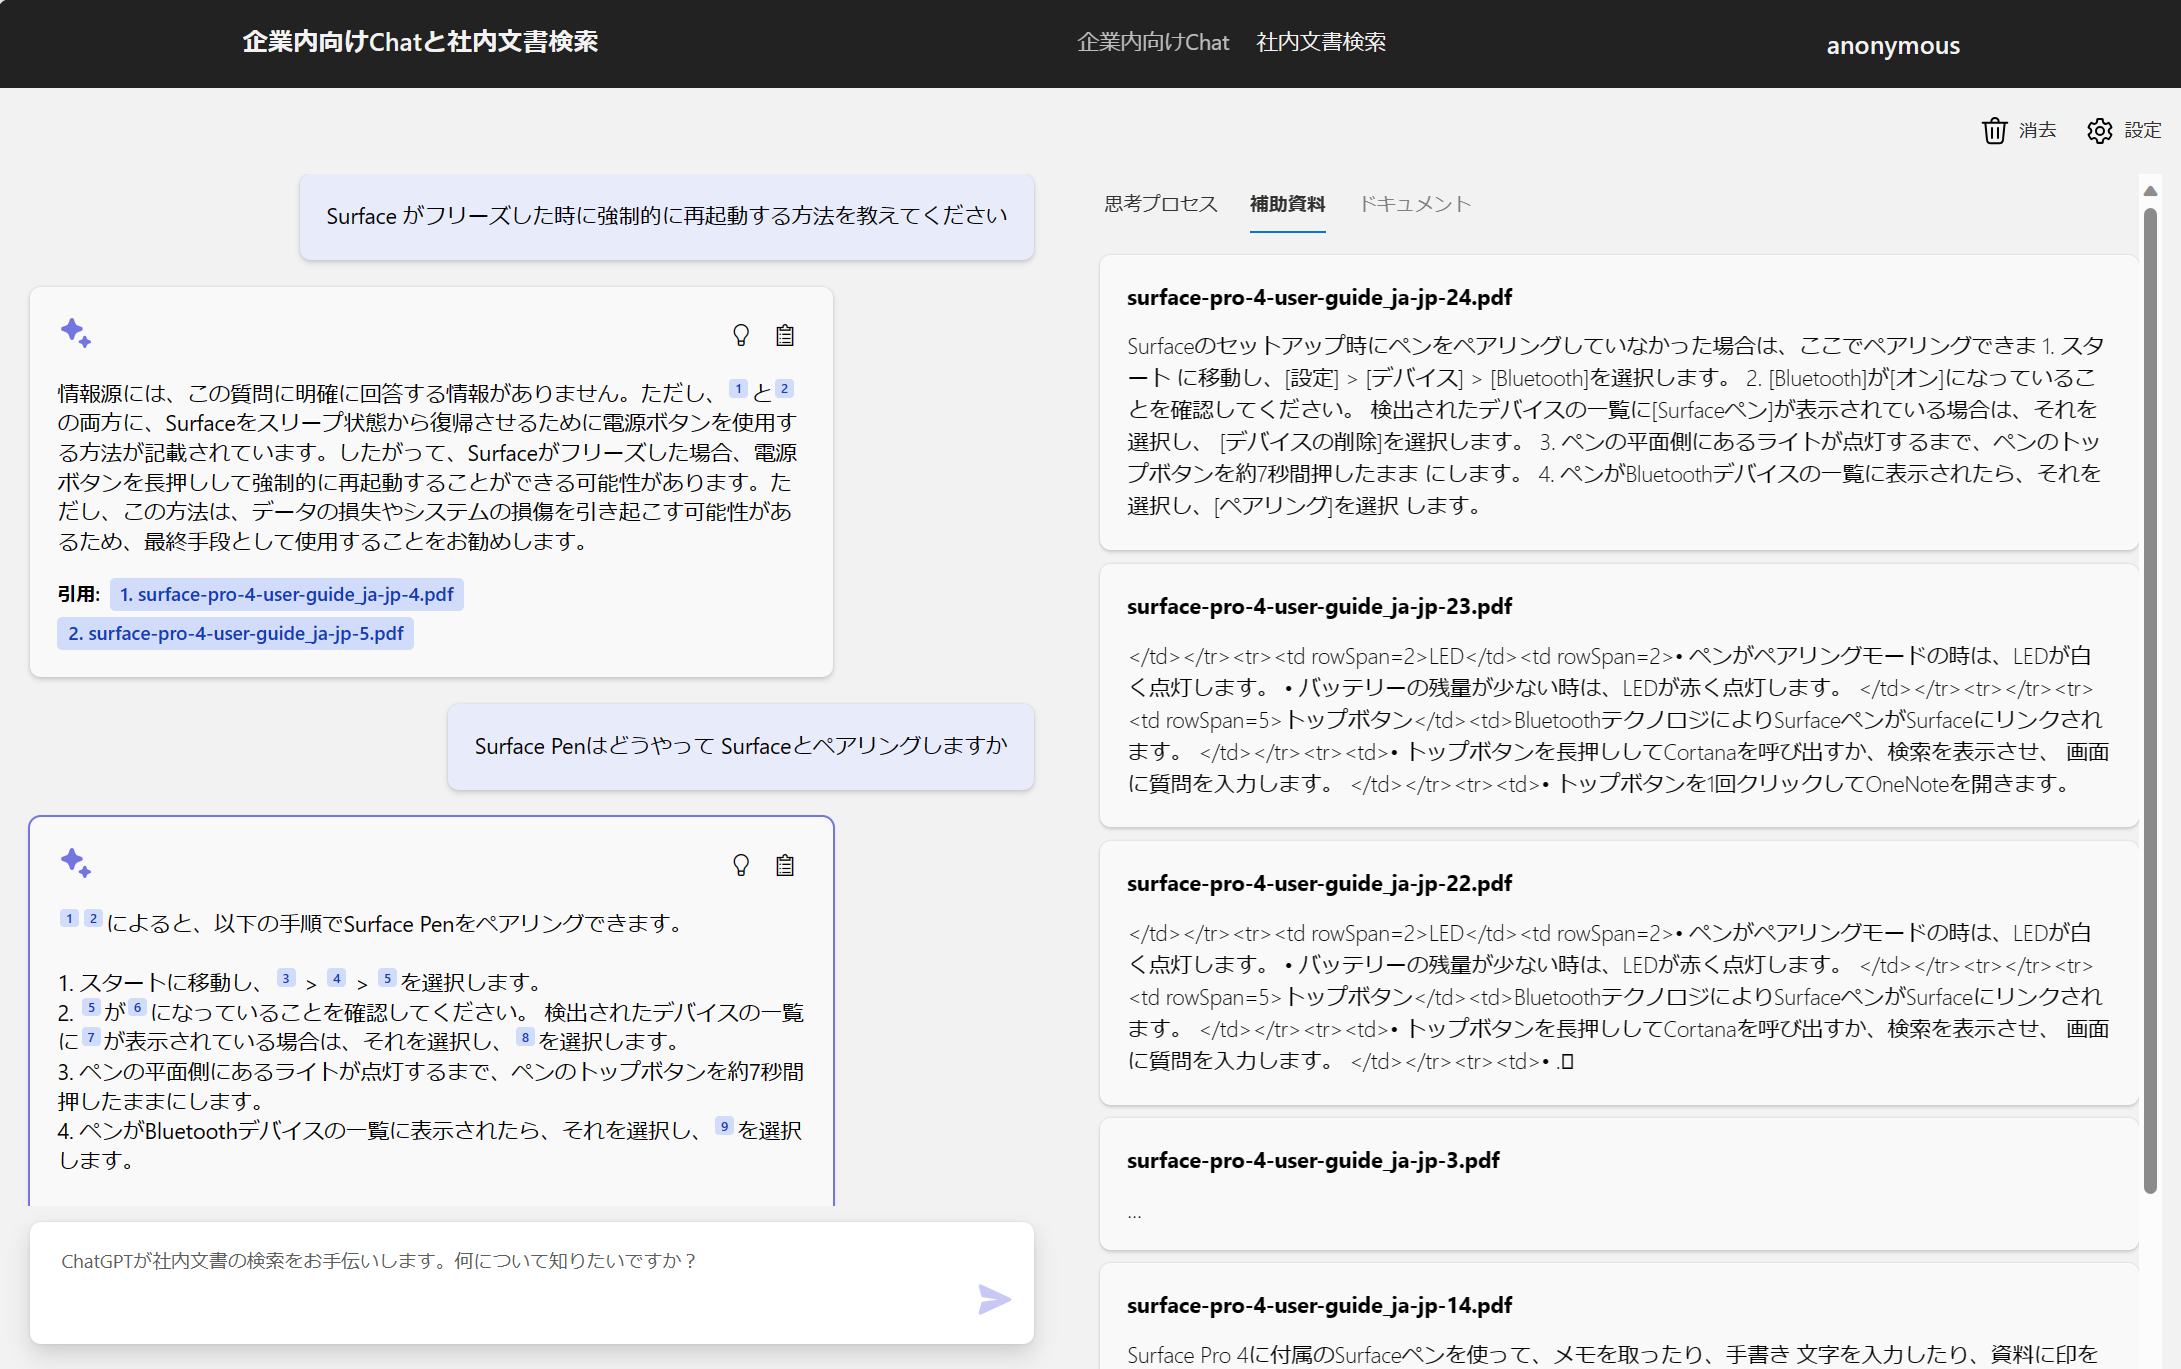 企業内向けChatと社内文書検索
企業内向けChat 社内文書検索
anonymous
消去 設定
Surface がフリーズした時に強制的に再起動する方法を教えてください
情報源には、この質問に明確に回答する情報がありません。ただし、 1 と 2
の両方に、Surfaceをスリープ状態から復帰させるために電源ボタンを使用す
る方法が記載されています。したがって、Surfaceがフリーズした場合、電源
ボタンを長押しして強制的に再起動することができる可能性があります。た
だし、この方法は、データの損失やシステムの損傷を引き起こす可能性があ
るため、最終手段として使用することをお勧めします。
引用: 1. surface-pro-4-user-guide_ja-jp-4.pdf
2. surface-pro-4-user-guide_ja-jp-5.pdf
Surface Penはどうやって Surfaceとペアリングしますか
1 2 によると、以下の手順でSurface Penをペアリングできます。
1. スタートに移動し、 3 > 4 > 5 を選択します。
2. 5 が 6 になっていることを確認してください。 検出されたデバイスの一覧
に 7 が表示されている場合は、それを選択し、 8 を選択します。
3. ペンの平面側にあるライトが点灯するまで、ペンのトップボタンを約7秒間
押したままにします。
4. ペンがBluetoothデバイスの一覧に表示されたら、それを選択し、 9 を選択
します。
ChatGPTが社内文書の検索をお手伝いします。何について知りたいですか？
思考プロセス 補助資料 ドキュメント
surface-pro-4-user-guide_ja-jp-24.pdf
Surfaceのセットアップ時にペンをペアリングしていなかった場合は、ここでペアリングできま 1. スタ
ート に移動し、[設定] > [デバイス] > [Bluetooth]を選択します。 2. [Bluetooth]が[オン]になっているこ
とを確認してください。 検出されたデバイスの一覧に[Surfaceペン]が表示されている場合は、それを
選択し、 [デバイスの削除]を選択します。 3. ペンの平面側にあるライトが点灯するまで、ペンのトッ
プボタンを約7秒間押したまま にします。 4. ペンがBluetoothデバイスの一覧に表示されたら、それを
選択し、[ペアリング]を選択 します。
surface-pro-4-user-guide_ja-jp-23.pdf
</td></tr><tr><td rowSpan=2>LED</td><td rowSpan=2>• ペンがペアリングモードの時は、LEDが白
く点灯します。 • バッテリーの残量が少ない時は、LEDが赤く点灯します。 </td></tr><tr></tr><tr>
<td rowSpan=5>トップボタン</td><td>BluetoothテクノロジによりSurfaceペンがSurfaceにリンクされ
ます。 </td></tr><tr><td>• トップボタンを長押ししてCortanaを呼び出すか、検索を表示させ、 画面
に質問を入力します。 </td></tr><tr><td>• トップボタンを1回クリックしてOneNoteを開きます。
surface-pro-4-user-guide_ja-jp-22.pdf
</td></tr><tr><td rowSpan=2>LED</td><td rowSpan=2>• ペンがペアリングモードの時は、LEDが白
く点灯します。 • バッテリーの残量が少ない時は、LEDが赤く点灯します。 </td></tr><tr></tr><tr>
<td rowSpan=5>トップボタン</td><td>BluetoothテクノロジによりSurfaceペンがSurfaceにリンクされ
ます。 </td></tr><tr><td>• トップボタンを長押ししてCortanaを呼び出すか、検索を表示させ、 画面
に質問を入力します。 </td></tr><tr><td>• .
surface-pro-4-user-guide_ja-jp-3.pdf
...
surface-pro-4-user-guide_ja-jp-14.pdf
Surface Pro 4に付属のSurfaceペンを使って、メモを取ったり、手書き 文字を入力したり、資料に印を